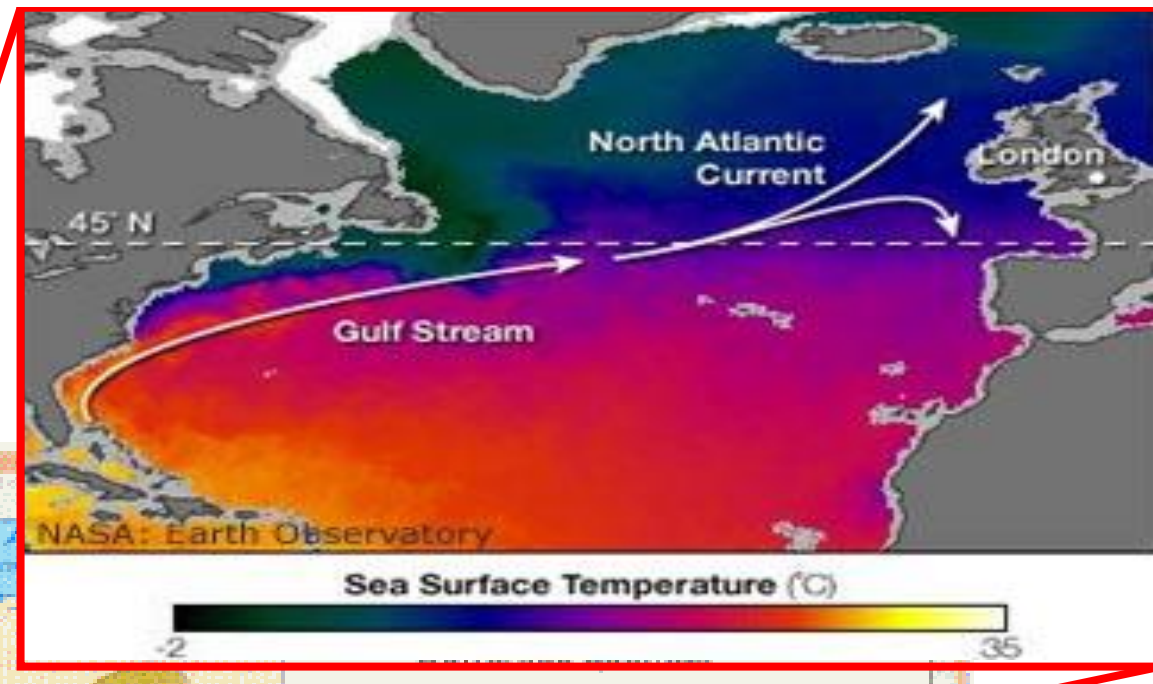 North Atlantic
Current
London
45° N
Gulf Stream
NASA: Earth Observatory
Sea Surface Temperature (°C)
-2 35